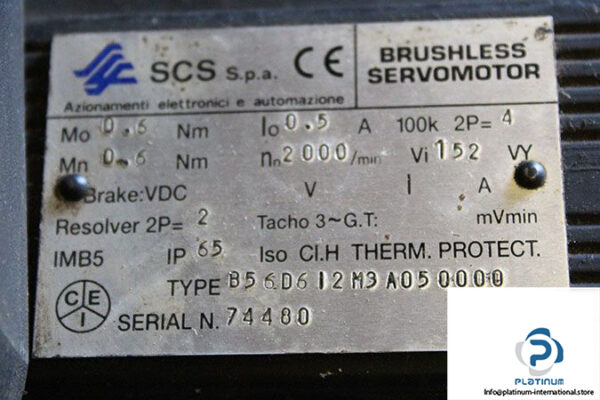 SCS S.p.a. CE
BRUSHLESS
SERVOMOTOR
Azionamenti elettronici e automazione
Mo 0.6 Nm Io 0.5 A 100k 2P= 4
Mn 0.6 Nm nn 2000/min Vi 152 VY
Brake:VDC V I A
Resolver 2P= 2 Tacho 3~G.T: mVmin
IMB5 IP 65 Iso Cl.H THERM. PROTECT.
TYPE B56D612M3A050000
CEI SERIAL N. 74480
PLATINUM
Info@platinum-international.store